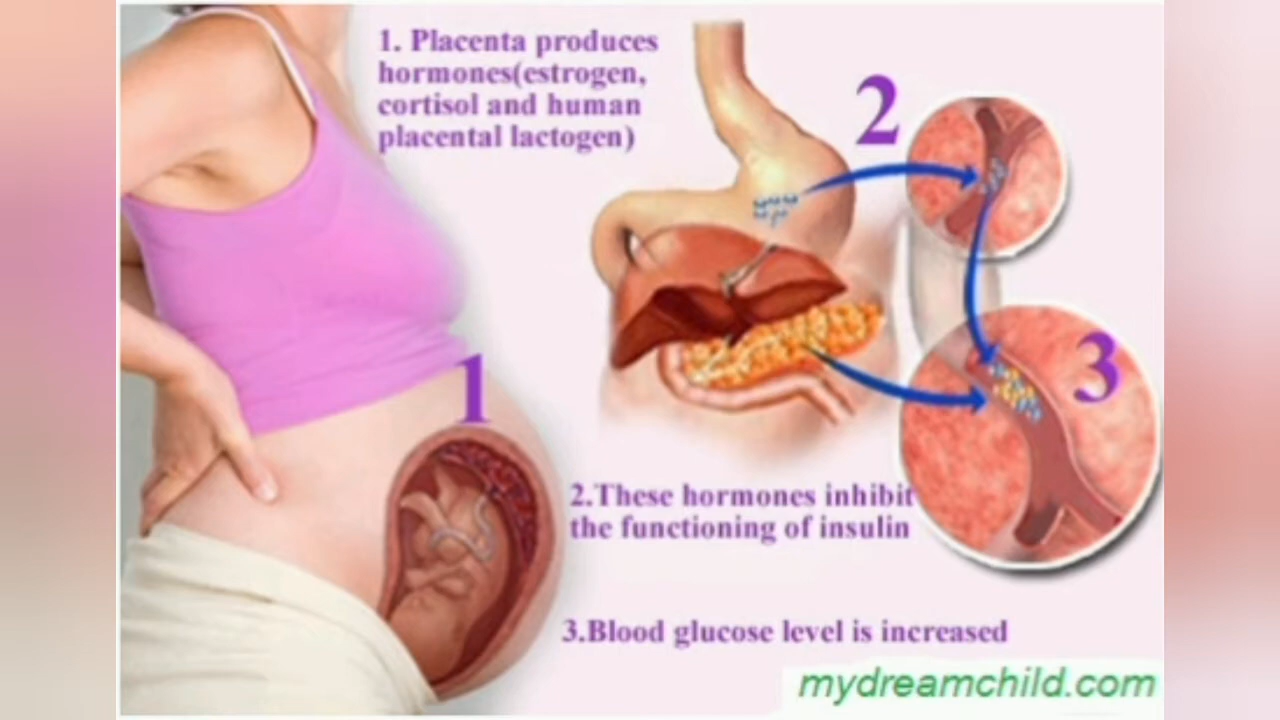 1. Placenta produces
hormones(estrogen,
cortisol and human
placental lactogen)
2
3
1
2.These hormones inhibit
the functioning of insulin
3.Blood glucose level is increased
mydreamchild.com